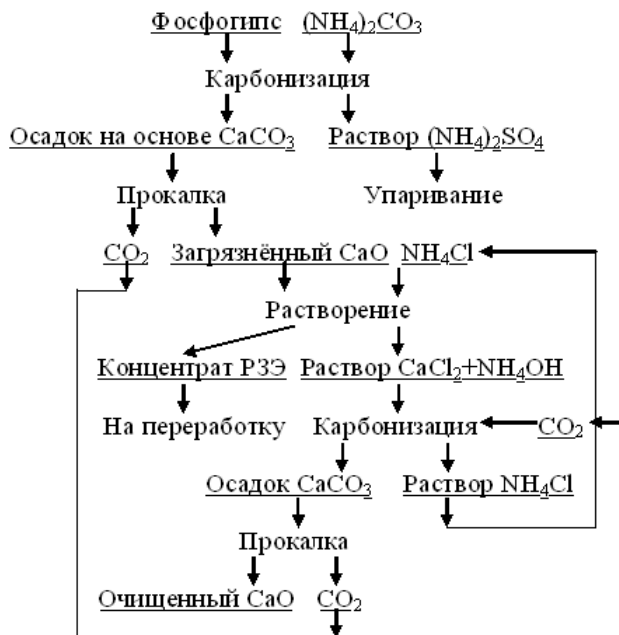 Фосфогипс (NH₄)₂CO₃
Карбонизация
Осадок на основе CaCO₃ Раствор (NH₄)₂SO₄
Прокалка Упаривание
CO₂ Загрязнённый CaO NH₄Cl
Растворение
Концентрат РЗЭ Раствор CaCl₂+NH₄OH
На переработку Карбонизация CO₂
Осадок CaCO₃ Раствор NH₄Cl
Прокалка
Очищенный CaO CO₂